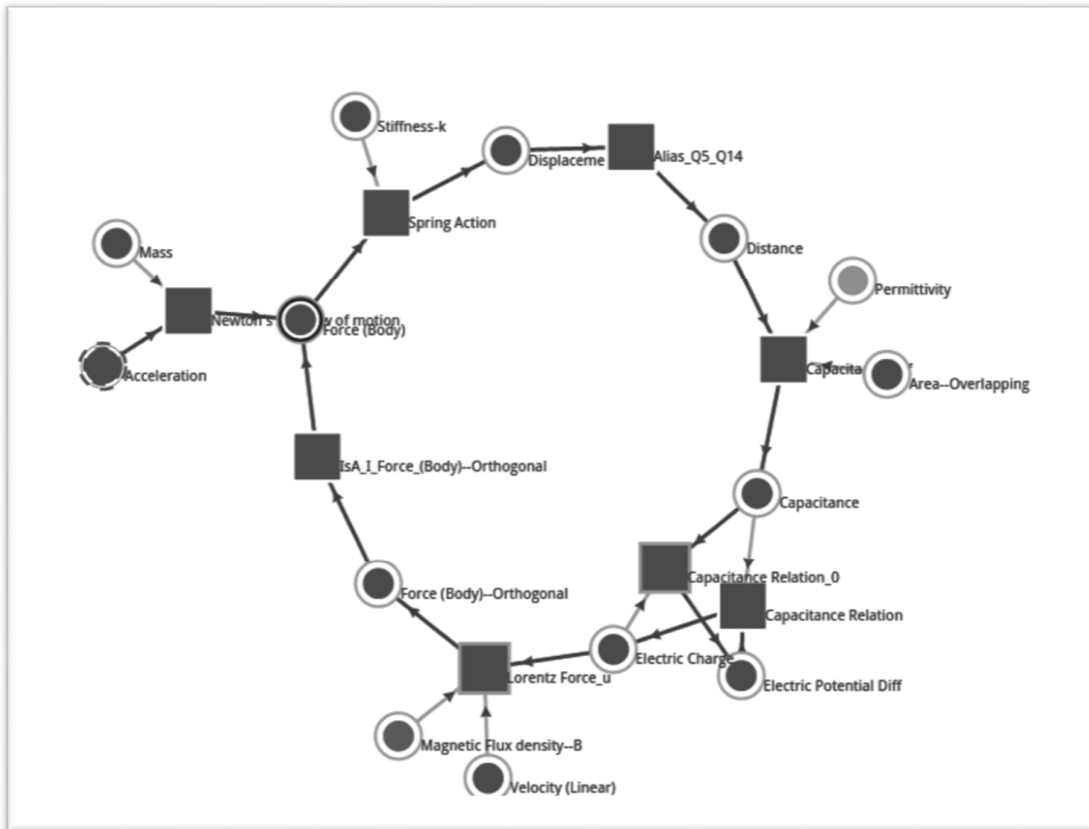 Stiffness-k
Displaceme
Alias_Q5_Q14
Spring Action
Mass
Distance
Permittivity
Newton's
of motion
Force (Body)
Acceleration
Capacita
Area--Overlapping
IsA_I_Force_(Body)--Orthogonal
Capacitance
Capacitance Relation_0
Force (Body)--Orthogonal
Capacitance Relation
Electric Charge
Lorentz Force_u
Electric Potential Diff
Magnetic Flux density--B
Velocity (Linear)